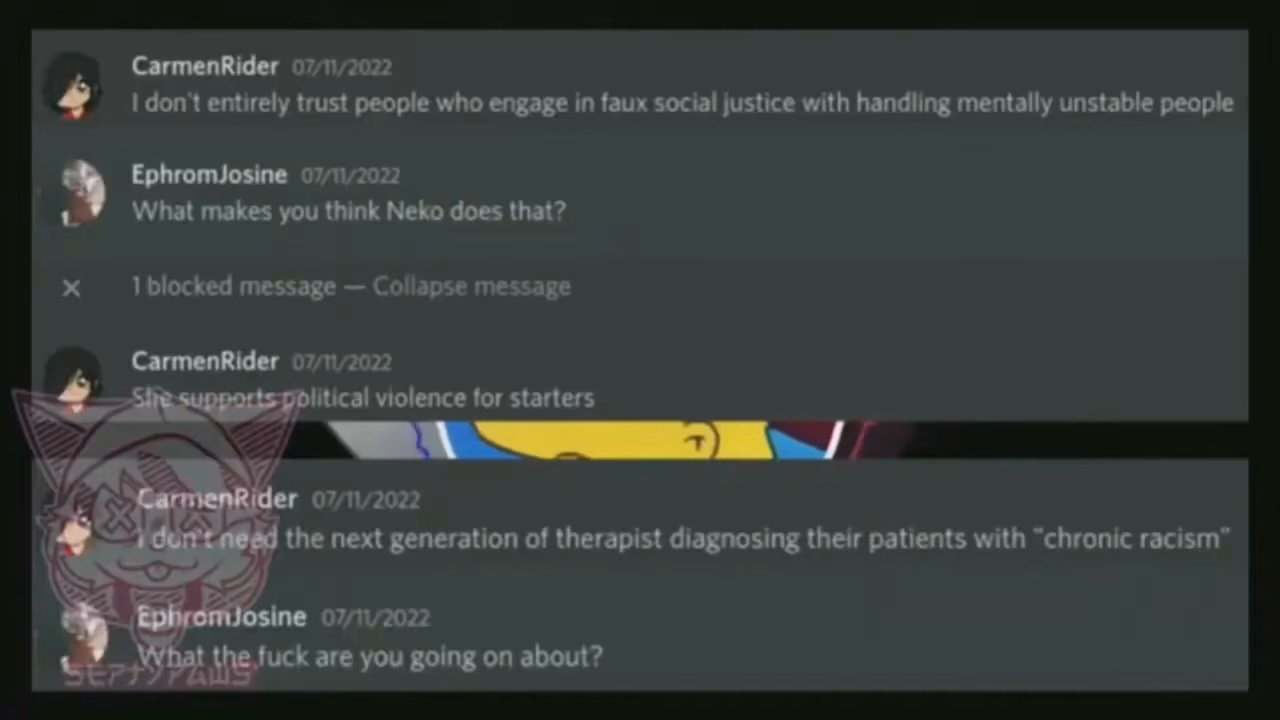 CarmenRider 07/11/2022
I don't entirely trust people who engage in faux social justice with handling mentally unstable people
EphromJosine 07/11/2022
What makes you think Neko does that?
1 blocked message — Collapse message
CarmenRider 07/11/2022
She supports political violence for starters
CarmenRider 07/11/2022
I don't need the next generation of therapist diagnosing their patients with “chronic racism”
EphromJosine 07/11/2022
What the fuck are you going on about?
SEPTYPAWS